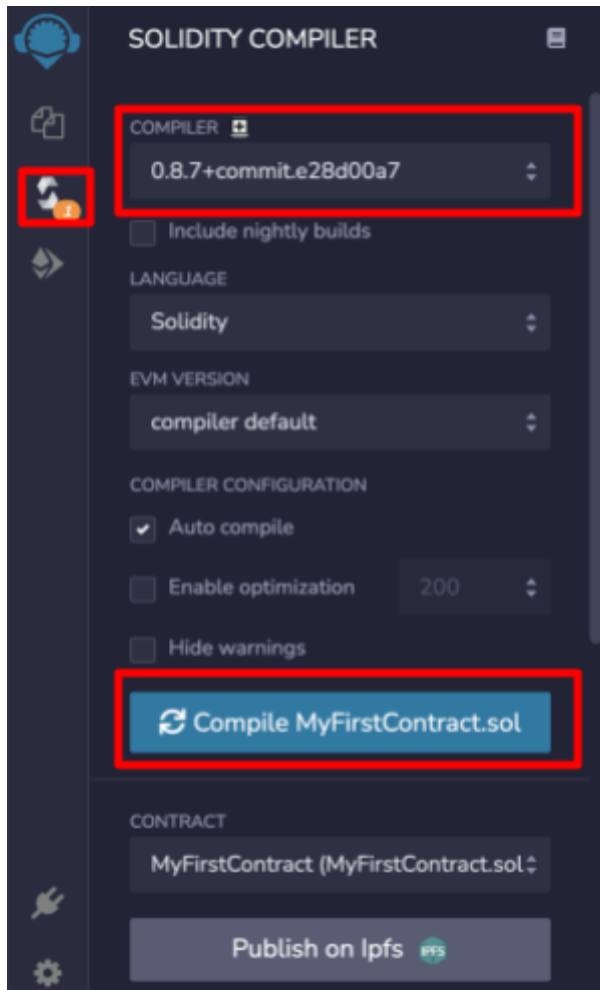 SOLIDITY COMPILER
COMPILER
0.8.7+commit.e28d00a7
1
Include nightly builds
LANGUAGE
Solidity
EVM VERSION
compiler default
COMPILER CONFIGURATION
Auto compile
Enable optimization 200
Hide warnings
Compile MyFirstContract.sol
CONTRACT
MyFirstContract (MyFirstContract.sol
Publish on Ipfs IPFS